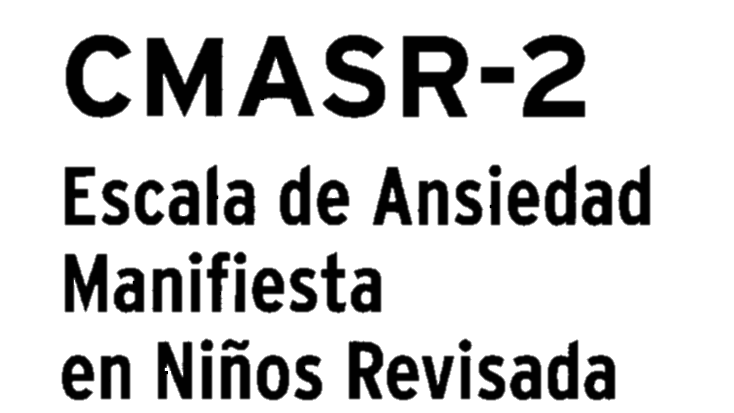 CMASR-2
Escala de Ansiedad
Manifiesta
en Niños Revisada